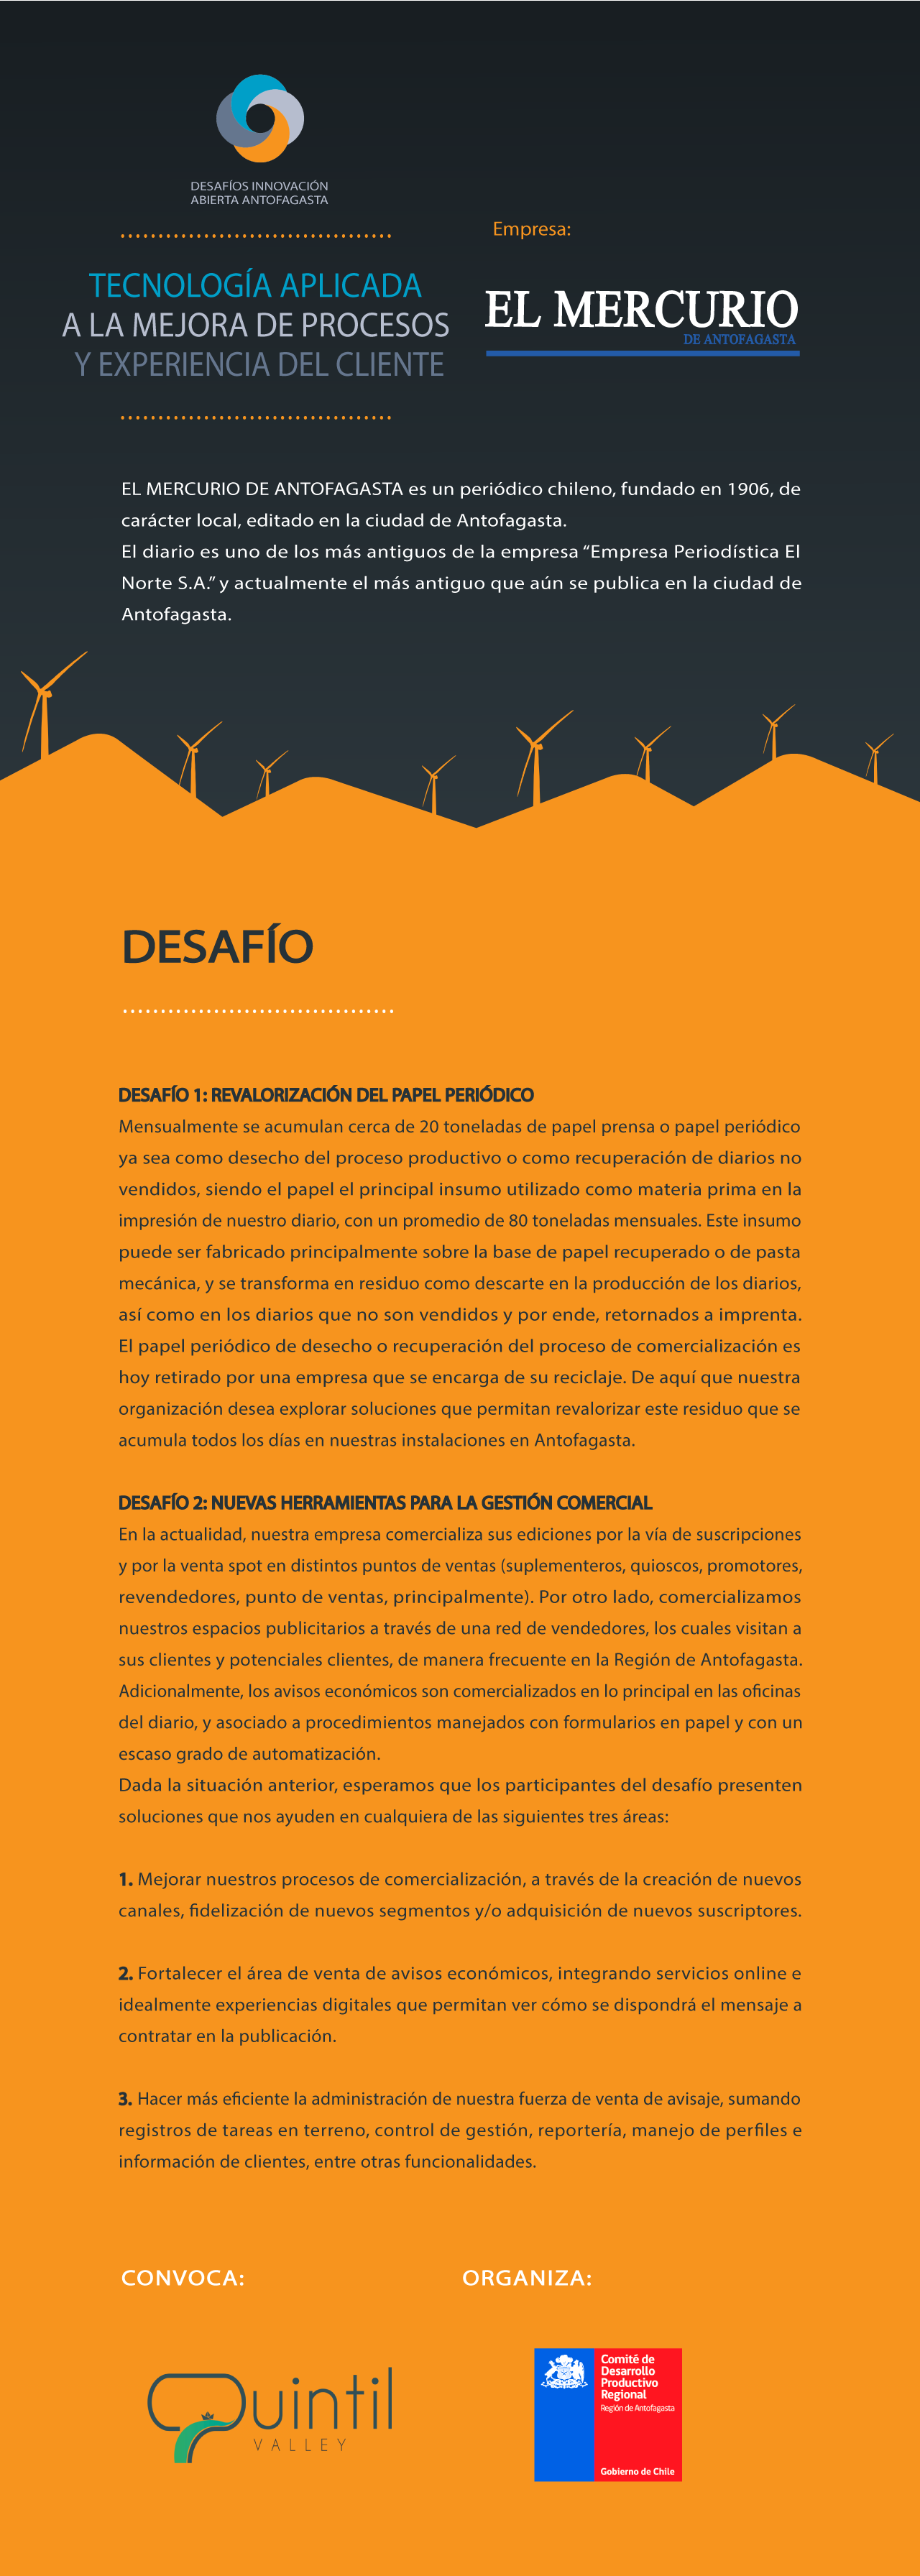 DESAFÍOS INNOVACIÓN
ABIERTA ANTOFAGASTA
TECNOLOGÍA APLICADA
A LA MEJORA DE PROCESOS
Y EXPERIENCIA DEL CLIENTE
Empresa:
EL MERCURIO
DE ANTOFAGASTA
EL MERCURIO DE ANTOFAGASTA es un periódico chileno, fundado en 1906, de
carácter local, editado en la ciudad de Antofagasta.
El diario es uno de los más antiguos de la empresa “Empresa Periodística El
Norte S.A.” y actualmente el más antiguo que aún se publica en la ciudad de
Antofagasta.
DESAFÍO
DESAFÍO 1: REVALORIZACIÓN DEL PAPEL PERIÓDICO
Mensualmente se acumulan cerca de 20 toneladas de papel prensa o papel periódico
ya sea como desecho del proceso productivo o como recuperación de diarios no
vendidos, siendo el papel el principal insumo utilizado como materia prima en la
impresión de nuestro diario, con un promedio de 80 toneladas mensuales. Este insumo
puede ser fabricado principalmente sobre la base de papel recuperado o de pasta
mecánica, y se transforma en residuo como descarte en la producción de los diarios,
así como en los diarios que no son vendidos y por ende, retornados a imprenta.
El papel periódico de desecho o recuperación del proceso de comercialización es
hoy retirado por una empresa que se encarga de su reciclaje. De aquí que nuestra
organización desea explorar soluciones que permitan revalorizar este residuo que se
acumula todos los días en nuestras instalaciones en Antofagasta.
DESAFÍO 2: NUEVAS HERRAMIENTAS PARA LA GESTIÓN COMERCIAL
En la actualidad, nuestra empresa comercializa sus ediciones por la vía de suscripciones
y por la venta spot en distintos puntos de ventas (suplementeros, quioscos, promotores,
revendedores, punto de ventas, principalmente). Por otro lado, comercializamos
nuestros espacios publicitarios a través de una red de vendedores, los cuales visitan a
sus clientes y potenciales clientes, de manera frecuente en la Región de Antofagasta.
Adicionalmente, los avisos económicos son comercializados en lo principal en las oficinas
del diario, y asociado a procedimientos manejados con formularios en papel y con un
escaso grado de automatización.
Dada la situación anterior, esperamos que los participantes del desafío presenten
soluciones que nos ayuden en cualquiera de las siguientes tres áreas:
1. Mejorar nuestros procesos de comercialización, a través de la creación de nuevos
canales, fidelización de nuevos segmentos y/o adquisición de nuevos suscriptores.
2. Fortalecer el área de venta de avisos económicos, integrando servicios online e
idealmente experiencias digitales que permitan ver cómo se dispondrá el mensaje a
contratar en la publicación.
3. Hacer más eficiente la administración de nuestra fuerza de venta de avisaje, sumando
registros de tareas en terreno, control de gestión, reportería, manejo de perfiles e
información de clientes, entre otras funcionalidades.
CONVOCA:
ORGANIZA:
Quintil
VALLEY
Comité de
Desarrollo
Productivo
Regional
Región de Antofagasta
Gobierno de Chile